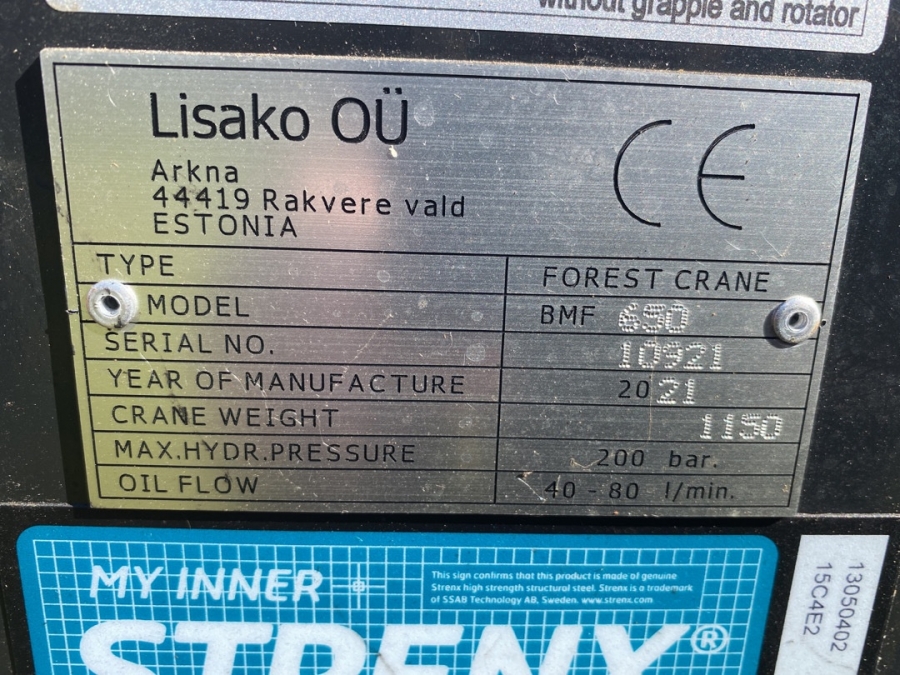 without grapple and rotator
Lisako OÜ
Arkna
44419 Rakvere vald
ESTONIA
CE
TYPE FOREST CRANE
MODEL BMF 650
SERIAL NO. 10921
YEAR OF MANUFACTURE 2021
CRANE WEIGHT 1150
MAX.HYDR.PRESSURE 200 bar.
OIL FLOW 40 - 80 l/min.
MY INNER
This sign confirms that this product is made of genuine
Strenx high strength structural steel. Strenx is a trademark
of SSAB Technology AB, Sweden. www.strenx.com
STRENX®
13050402
15C4E2